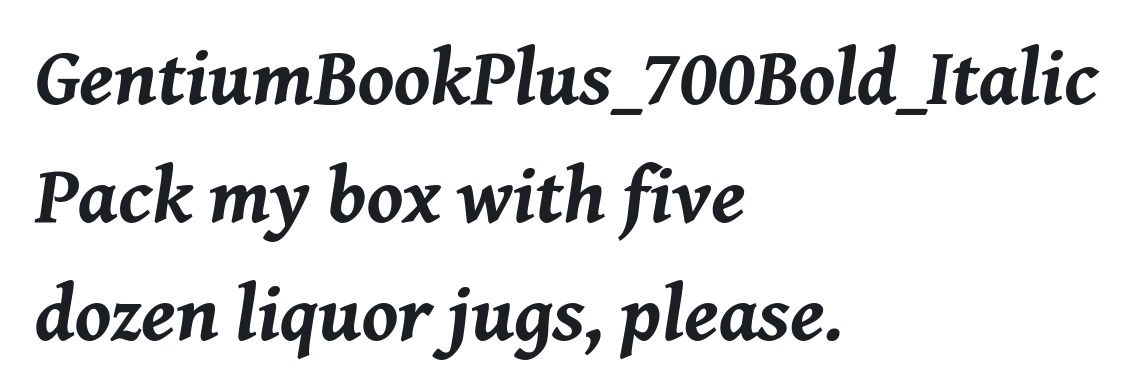 GentiumBookPlus_700Bold_Italic
Pack my box with five
dozen liquor jugs, please.